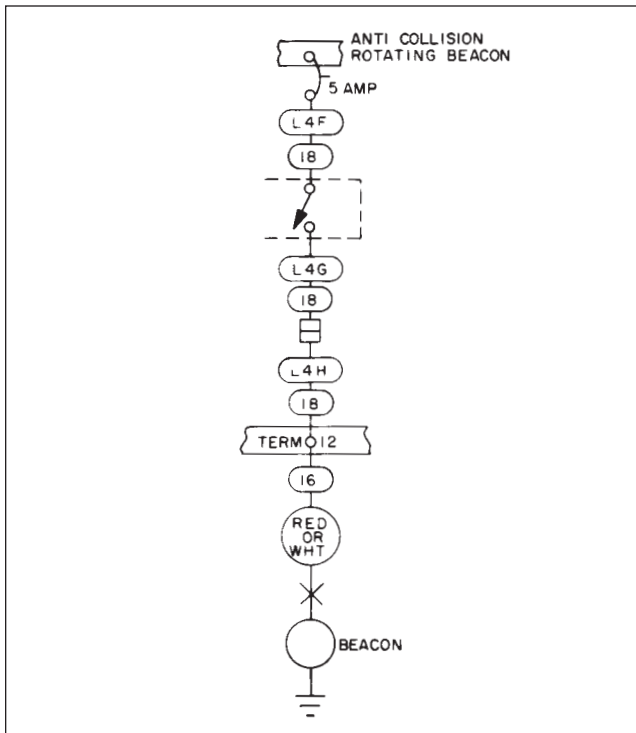 ANTI COLLISION
ROTATING BEACON
5 AMP
L4F
18
L4G
18
L4H
18
TERM 12
16
RED
OR
WHT
BEACON